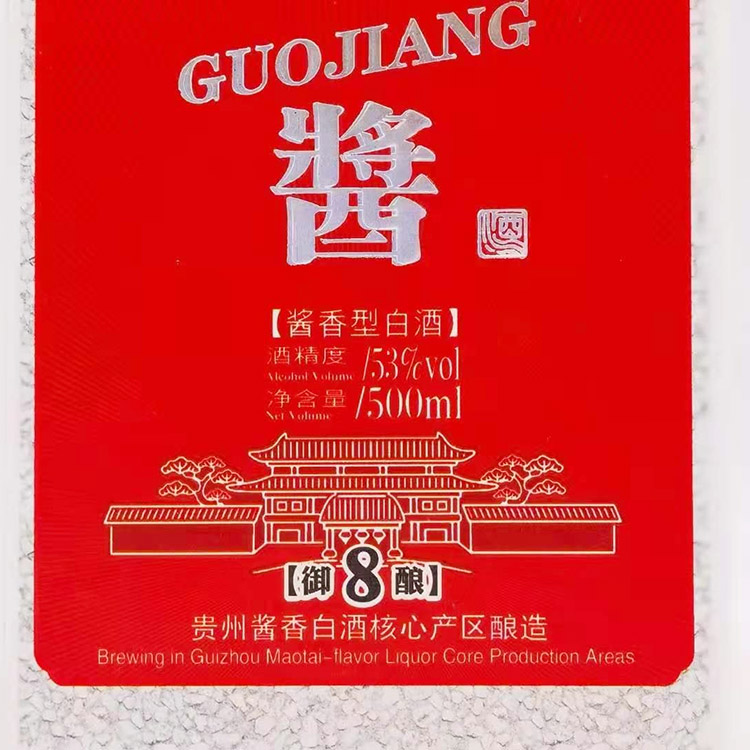 GUOJIANG
醬
酒
【酱香型白酒】
酒精度 /53%vol
Alcohol Volume
净含量 /500ml
Net Volume
【御8酿】
贵州酱香白酒核心产区酿造
Brewing in Guizhou Maotai-flavor Liquor Core Production Areas